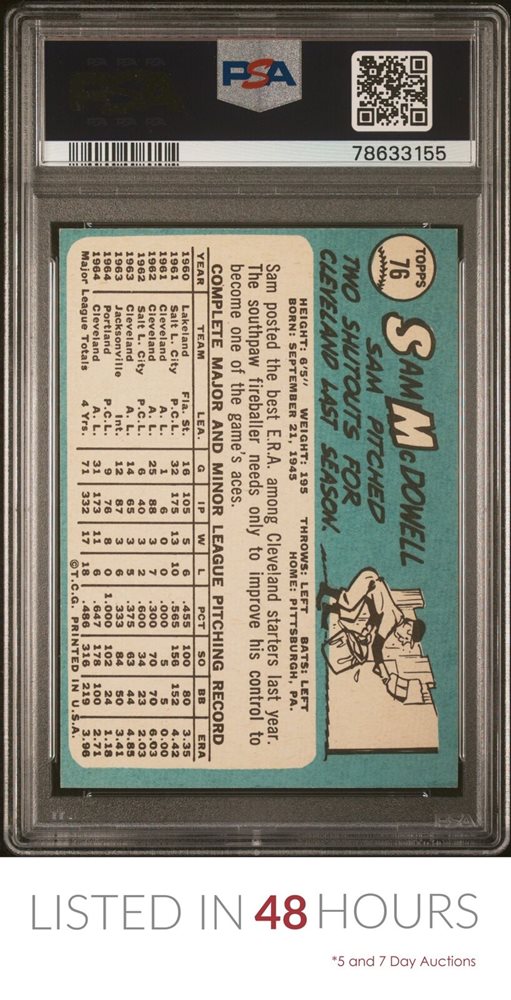 PSA
78633155
TOPPS
76
SAM McDOWELL
SAM PITCHED
TWO SHUTOUTS FOR
CLEVELAND LAST SEASON
HEIGHT: 6'5" WEIGHT: 195 THROWS: LEFT BATS: LEFT
BORN: SEPTEMBER 21, 1945 HOME: PITTSBURGH, PA.
Sam posted the best E.R.A. among Cleveland starters last year.
The southpaw fireballer needs only to improve his control to
become one of the game's aces.
COMPLETE MAJOR AND MINOR LEAGUE PITCHING RECORD
YEAR TEAM LEA. G IP W L PCT SO BB ERA
1960 Lakeland Fla. St. 16 105 5 6 .455 100 80 3.35
1961 Salt L. City P.C.L. 32 175 13 10 .565 156 152 4.42
1961 Cleveland A. L. 1 6 0 0 .000 5 5 0.00
1962 Cleveland A. L. 25 88 3 7 .300 70 70 6.03
1962 Salt L. City P.C.L. 6 40 3 2 .600 34 23 2.03
1963 Cleveland A. L. 14 65 3 5 .375 63 44 4.85
1963 Jacksonville Int. 12 87 3 6 .333 84 50 3.41
1964 Portland P.C.L. 9 76 8 0 1.000 102 24 1.18
1964 Cleveland A. L. 31 173 11 6 .647 177 100 2.71
Major League Totals 4 Yrs. 71 332 17 18 .486 316 219 3.96
©T.C.G. PRINTED IN U.S.A.
PSA
LISTED IN 48 HOURS
*5 and 7 Day Auctions